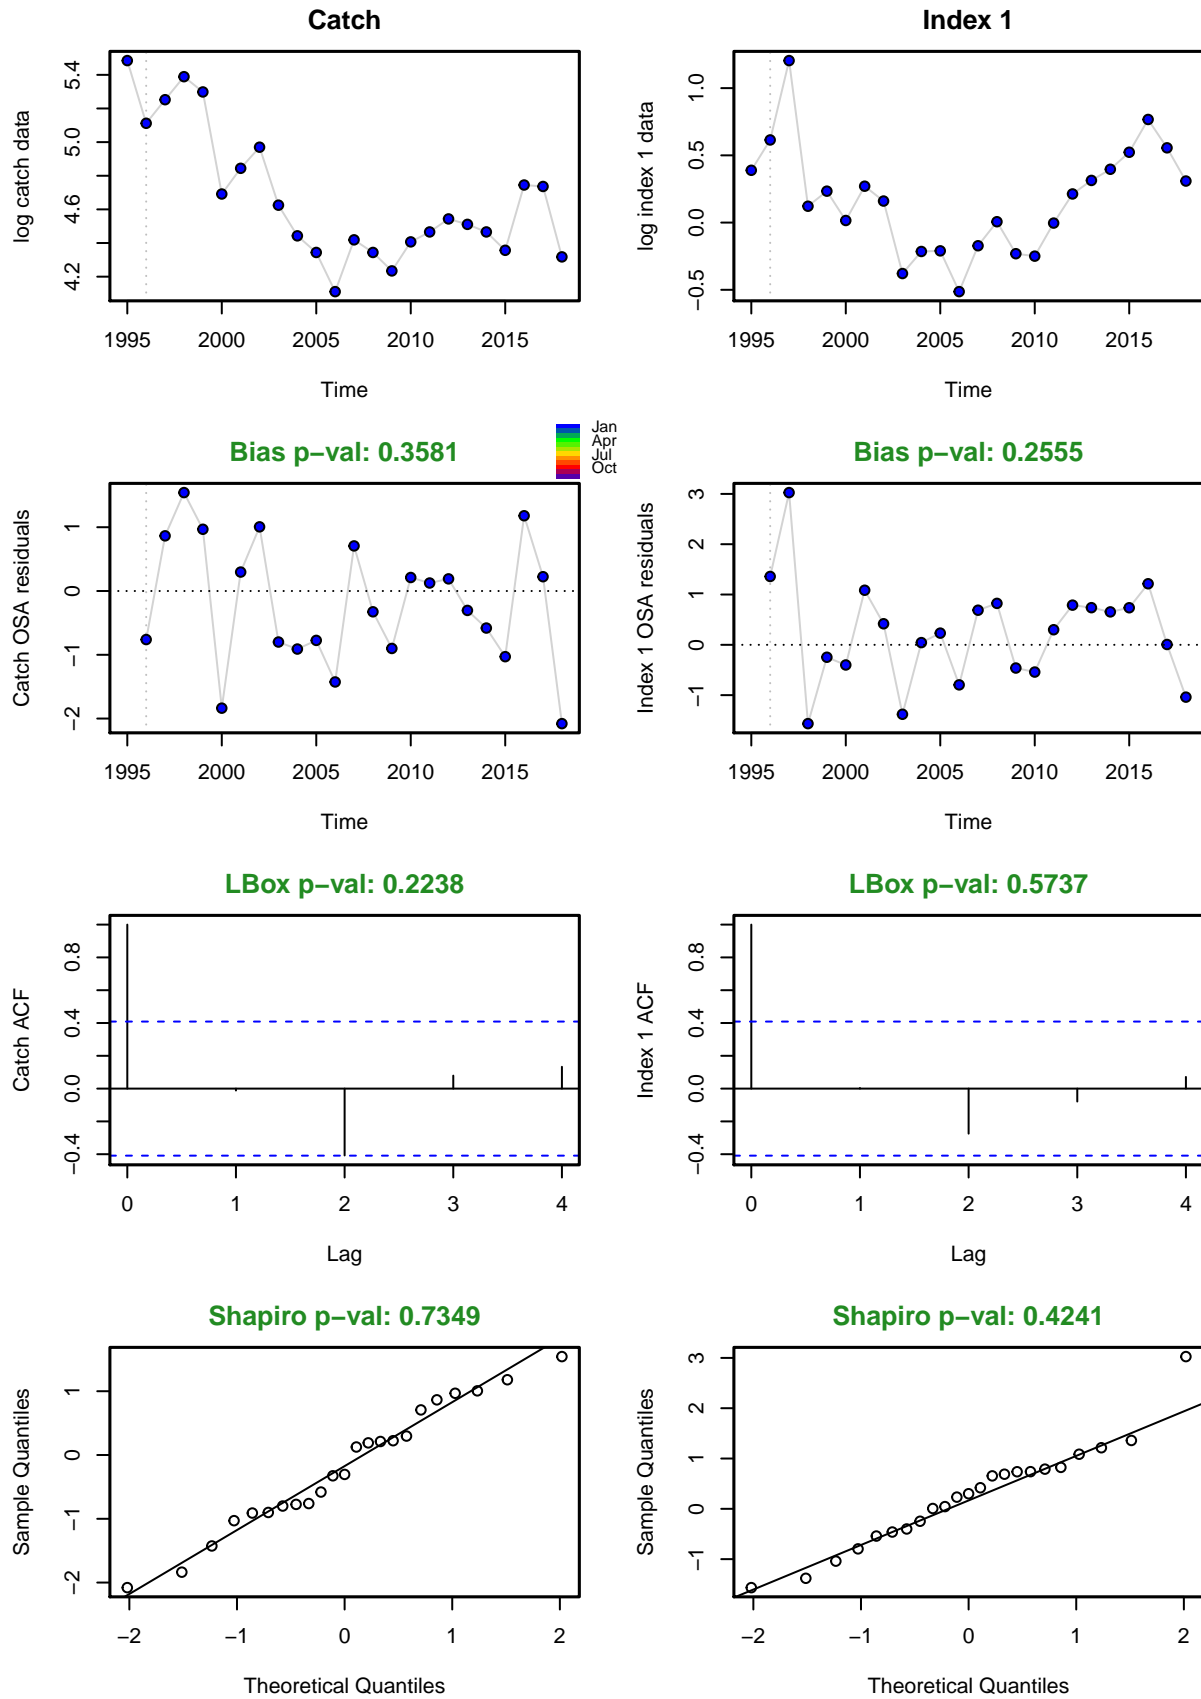 Catch
log catch data
4.2 4.6 5.0 5.4
1995 2000 2005 2010 2015
Time
Index 1
log index 1 data
−0.5 0.0 0.5 1.0
1995 2000 2005 2010 2015
Time
Bias p−val: 0.3581
Jan
Apr
Jul
Oct
Catch OSA residuals
−2 −1 0 1
1995 2000 2005 2010 2015
Time
Bias p−val: 0.2555
Index 1 OSA residuals
−1 0 1 2 3
1995 2000 2005 2010 2015
Time
LBox p−val: 0.2238
Catch ACF
−0.4 0.0 0.4 0.8
0 1 2 3 4
Lag
LBox p−val: 0.5737
Index 1 ACF
−0.4 0.0 0.4 0.8
0 1 2 3 4
Lag
Shapiro p−val: 0.7349
Sample Quantiles
−2 −1 0 1
−2 −1 0 1 2
Theoretical Quantiles
Shapiro p−val: 0.4241
Sample Quantiles
−1 0 1 2 3
−2 −1 0 1 2
Theoretical Quantiles